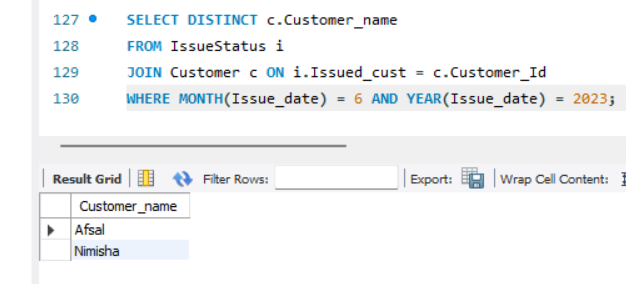 127 SELECT DISTINCT c.Customer_name
128 FROM IssueStatus i
129 JOIN Customer c ON i.Issued_cust = c.Customer_Id
130 WHERE MONTH(Issue_date) = 6 AND YEAR(Issue_date) = 2023;
Result Grid Filter Rows: Export: Wrap Cell Content:
Customer_name
Afsal
Nimisha